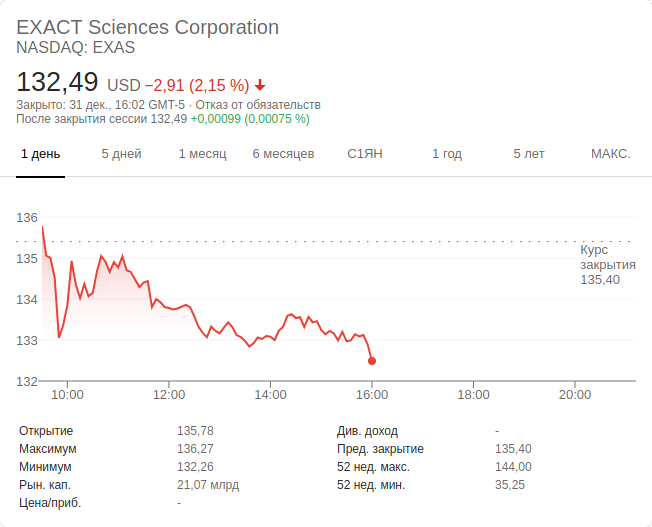 EXACT Sciences Corporation
NASDAQ: EXAS
132,49 USD −2,91 (2,15 %)
Закрыто: 31 дек., 16:02 GMT-5 · Отказ от обязательств
После закрытия сессии 132,49 +0,00099 (0,00075 %)
1 день 5 дней 1 месяц 6 месяцев С1ЯН 1 год 5 лет МАКС.
136
Курс
закрытия
135,40
135
134
133
132
10:00 12:00 14:00 16:00 18:00 20:00
Открытие 135,78 Див. доход -
Максимум 136,27 Пред. закрытие 135,40
Минимум 132,26 52 нед. макс. 144,00
Рын. кап. 21,07 млрд 52 нед. мин. 35,25
Цена/приб. -